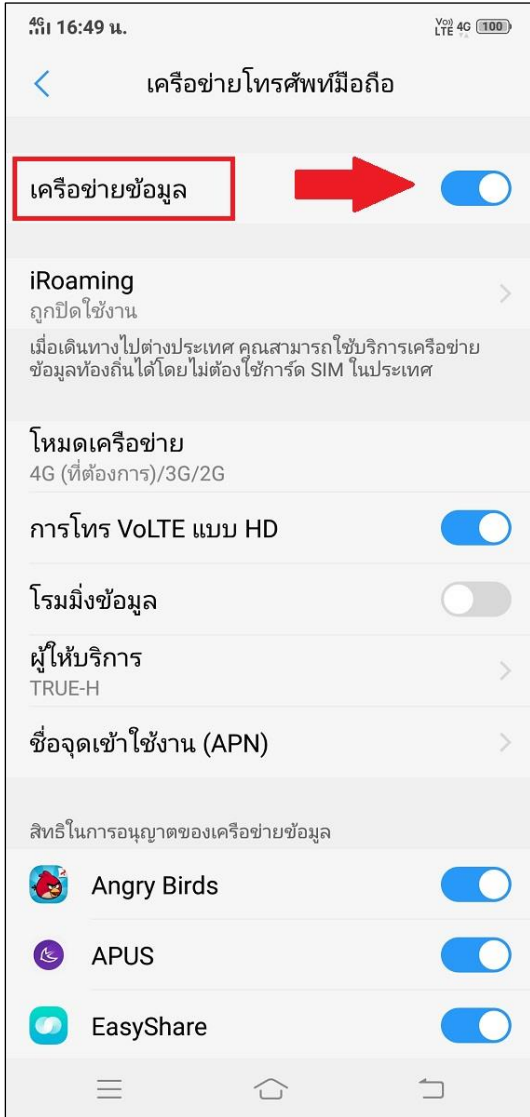 4G 16:49 น. VoD LTE 4G 100
เครือข่ายโทรศัพท์มือถือ
เครือข่ายข้อมูล
iRoaming
ถูกปิดใช้งาน
เมื่อเดินทางไปต่างประเทศ คุณสามารถใช้บริการเครือข่าย
ข้อมูลท้องถิ่นได้โดยไม่ต้องใช้การ์ด SIM ในประเทศ
โหมดเครือข่าย
4G (ที่ต้องการ)/3G/2G
การโทร VoLTE แบบ HD
โรมมิ่งข้อมูล
ผู้ให้บริการ
TRUE-H
ชื่อจุดเข้าใช้งาน (APN)
สิทธิในการอนุญาตของเครือข่ายข้อมูล
Angry Birds
APUS
EasyShare